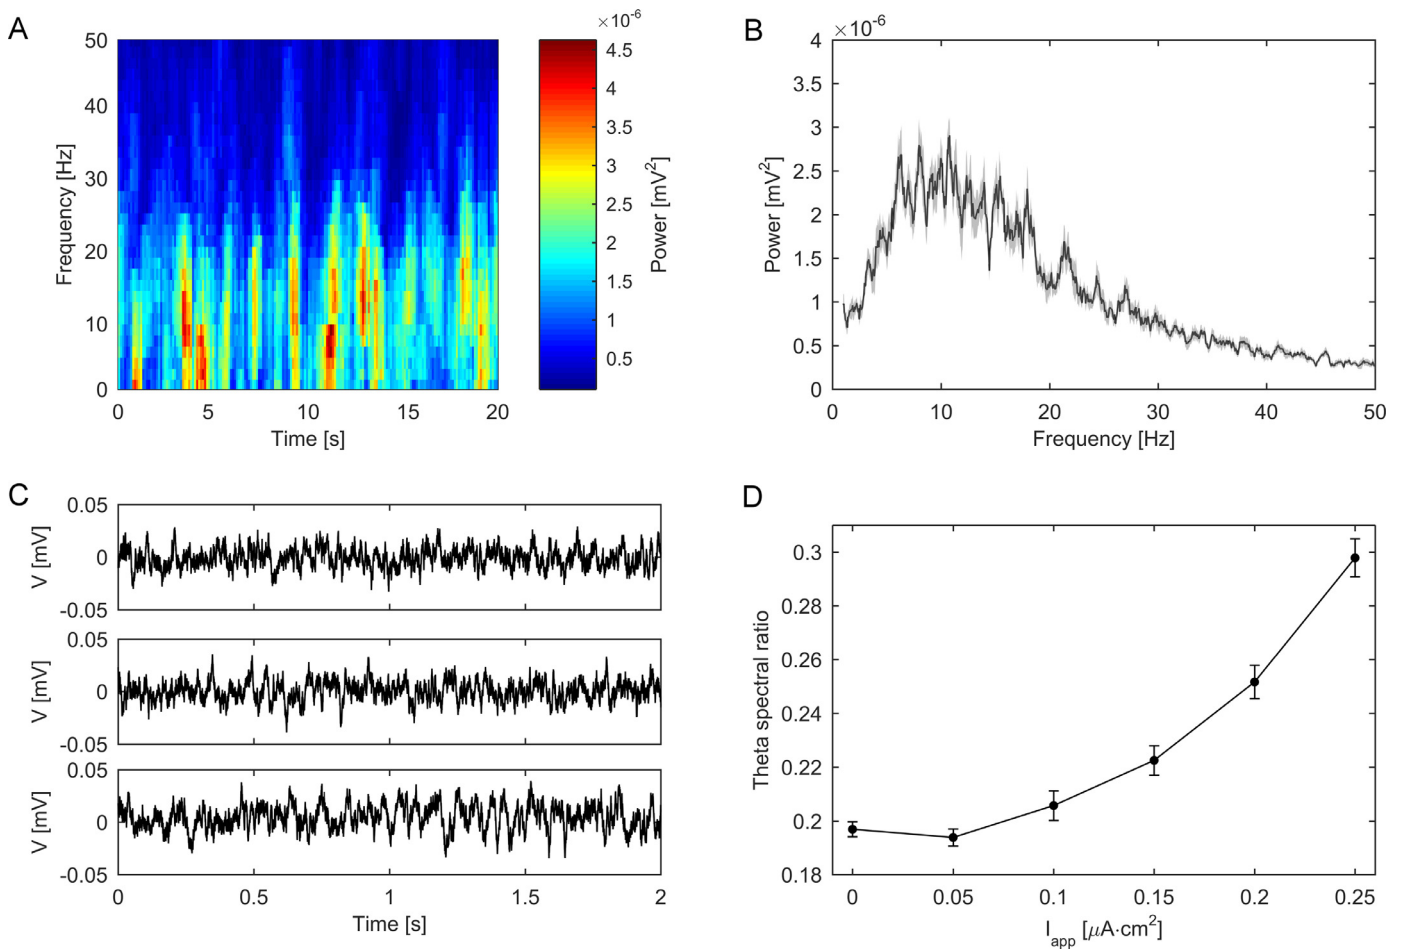 A
×10⁻⁶
50
40
30
20
10
0
Frequency [Hz]
0 5 10 15 20
Time [s]
4.5
4
3.5
3
2.5
2
1.5
1
0.5
Power [mV²]
B
×10⁻⁶
4
3.5
3
2.5
2
1.5
1
0.5
0
Power [mV²]
0 10 20 30 40 50
Frequency [Hz]
C
0.05
0
-0.05
V [mV]
0.05
0
-0.05
V [mV]
0.05
0
-0.05
V [mV]
0 0.5 1 1.5 2
Time [s]
D
0.3
0.28
0.26
0.24
0.22
0.2
0.18
Theta spectral ratio
0 0.05 0.1 0.15 0.2 0.25
I_app [μA·cm²]